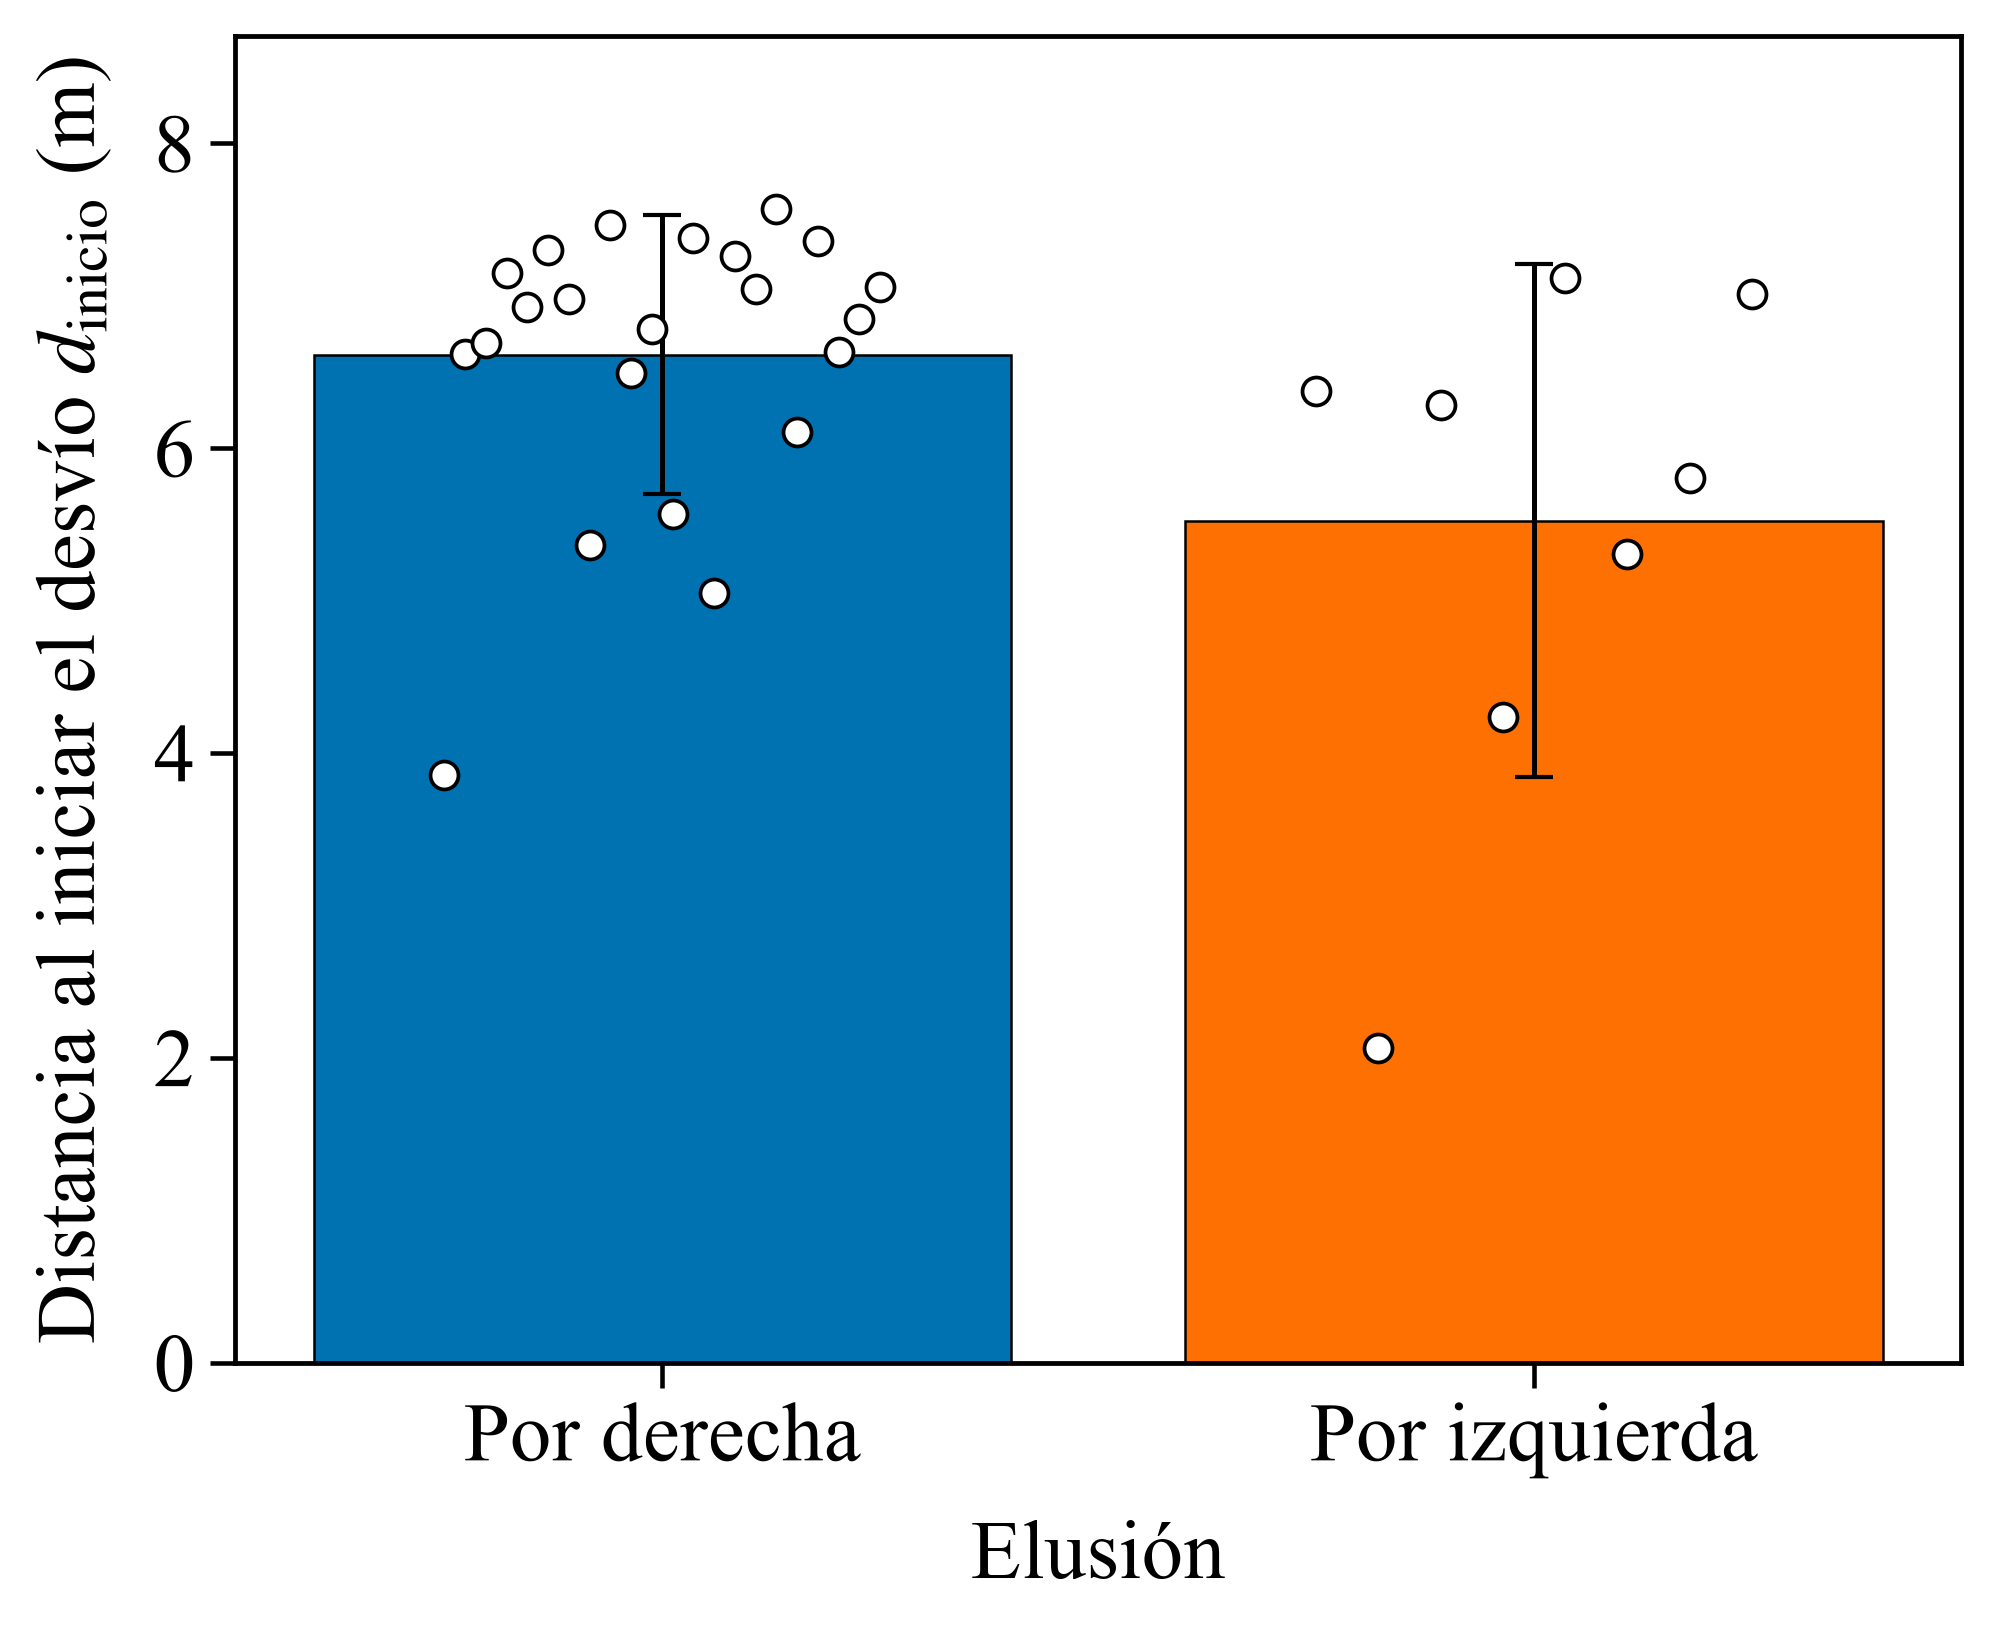 Distancia al iniciar el desvío d_inicio (m)
8
6
4
2
0
Por derecha
Por izquierda
Elusión